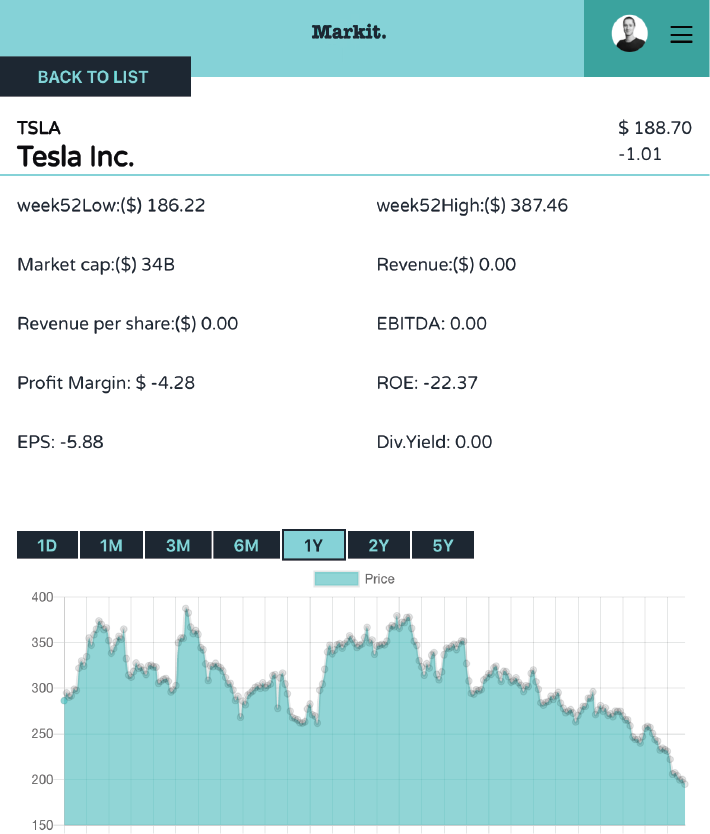 Markit.
BACK TO LIST
TSLA
$ 188.70
Tesla Inc.
-1.01
week52Low:($) 186.22
week52High:($) 387.46
Market cap:($) 34B
Revenue:($) 0.00
Revenue per share:($) 0.00
EBITDA: 0.00
Profit Margin: $ -4.28
ROE: -22.37
EPS: -5.88
Div.Yield: 0.00
1D 1M 3M 6M 1Y 2Y 5Y
Price
400
350
300
250
200
150